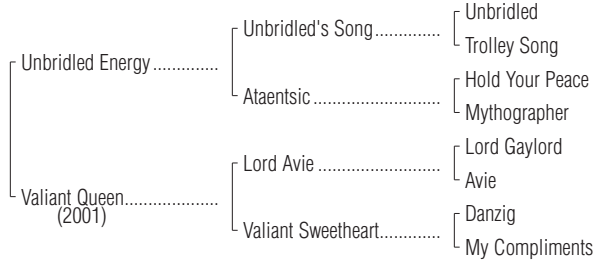 Unbridled
Unbridled's Song..............
Trolley Song
Unbridled Energy ..............
Hold Your Peace
Ataentsic ...........................
Mythographer
Lord Gaylord
Lord Avie ..........................
Avie
Valiant Queen....................
(2001)
Danzig
Valiant Sweetheart.............
My Compliments